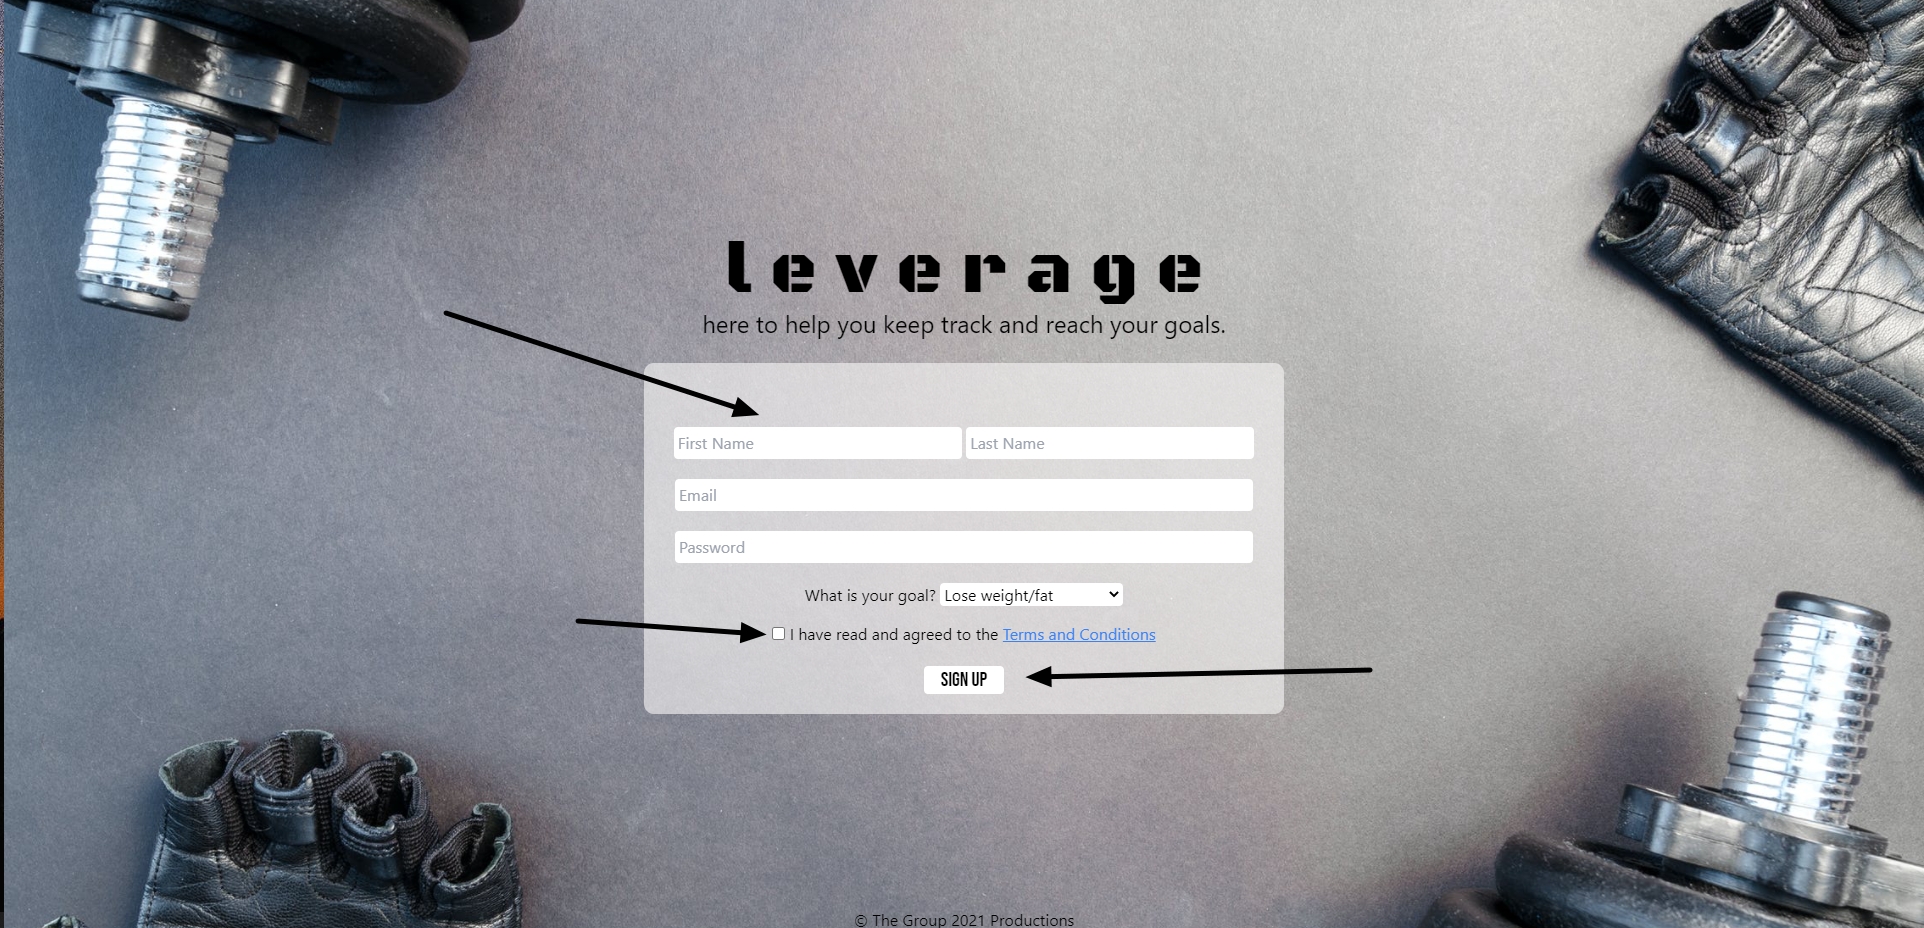 leverage
here to help you keep track and reach your goals.
First Name Last Name
Email
Password
What is your goal? Lose weight/fat
I have read and agreed to the Terms and Conditions
SIGN UP
© The Group 2021 Productions